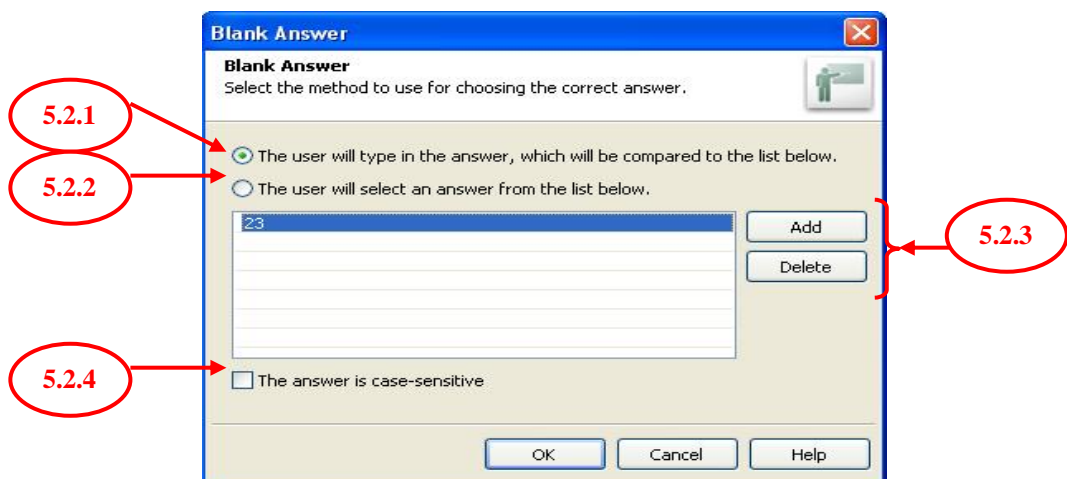 Blank Answer
Blank Answer
Select the method to use for choosing the correct answer.
5.2.1
The user will type in the answer, which will be compared to the list below.
5.2.2
The user will select an answer from the list below.
23
Add
5.2.3
Delete
5.2.4
The answer is case-sensitive
OK
Cancel
Help